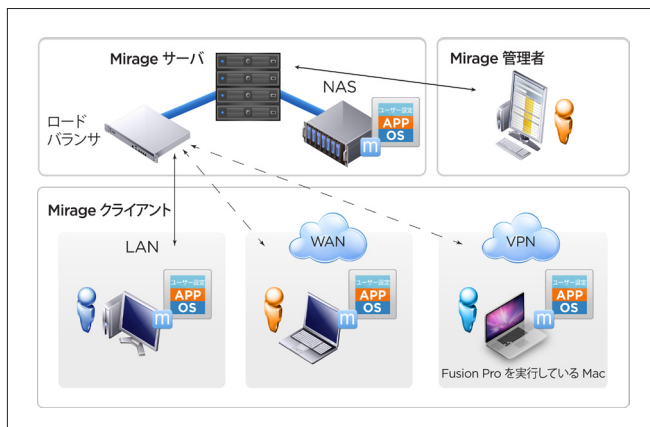 Mirage サーバ
Mirage 管理者
NAS
ロード
バランサ
ユーザー設定
APP
OS
m
Mirage クライアント
LAN
WAN
VPN
ユーザー設定
APP
OS
m
ユーザー設定
APP
OS
m
ユーザー設定
APP
OS
m
Fusion Pro を実行している Mac